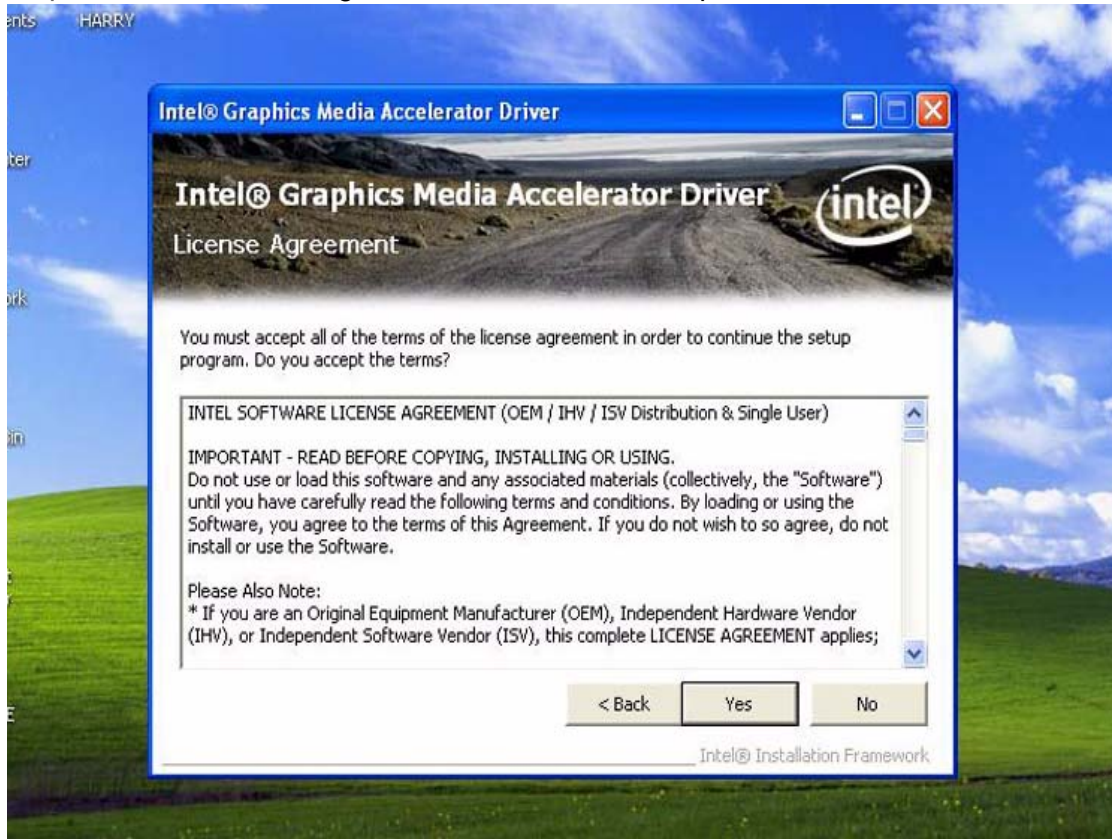 HARRY
Intel® Graphics Media Accelerator Driver
Intel® Graphics Media Accelerator Driver
intel
License Agreement
You must accept all of the terms of the license agreement in order to continue the setup
program. Do you accept the terms?
INTEL SOFTWARE LICENSE AGREEMENT (OEM / IHV / ISV Distribution & Single User)
IMPORTANT - READ BEFORE COPYING, INSTALLING OR USING.
Do not use or load this software and any associated materials (collectively, the "Software")
until you have carefully read the following terms and conditions. By loading or using the
Software, you agree to the terms of this Agreement. If you do not wish to so agree, do not
install or use the Software.
Please Also Note:
* If you are an Original Equipment Manufacturer (OEM), Independent Hardware Vendor
(IHV), or Independent Software Vendor (ISV), this complete LICENSE AGREEMENT applies;
< Back Yes No
Intel® Installation Framework